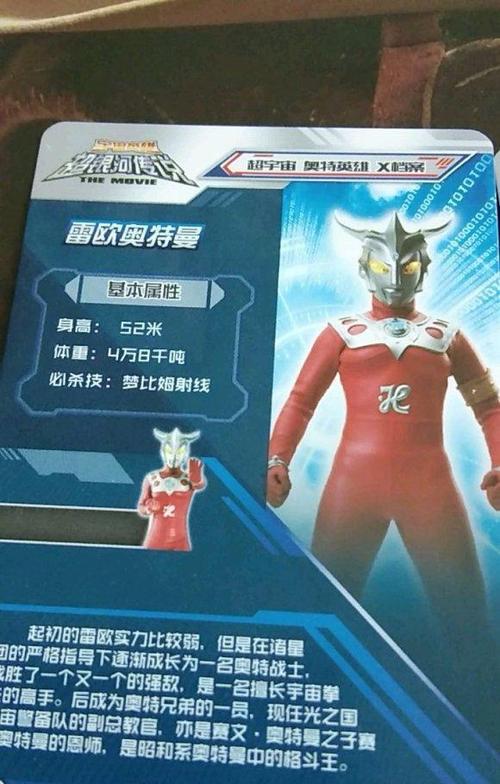 宇宙英雄
超银河传说
THE MOVIE
超宇宙 奥特英雄 X档案
雷欧奥特曼
基本属性
身高： 52米
体重： 4万8千吨
必杀技： 梦比姆射线
起初的雷欧实力比较弱，但是在诸星
团的严格指导下逐渐成长为一名奥特战士，
战胜了一个又一个的强敌，是一名擅长宇宙拳
的高手。后成为奥特兄弟的一员，现任光之国
宙警备队的副总教官，亦是赛文·奥特曼之子赛
奥特曼的恩师，是昭和系奥特曼中的格斗王。